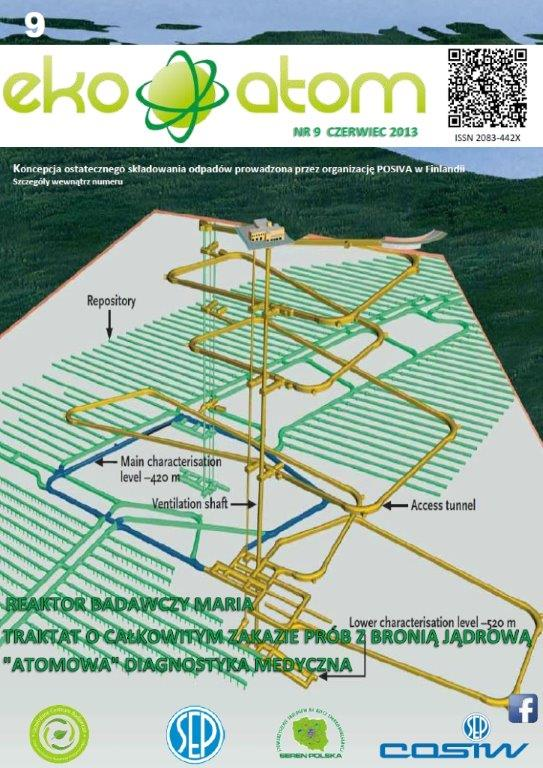 9
eko atom
NR 9 CZERWIEC 2013
ISSN 2083-442X
Koncepcja ostatecznego składowania odpadów prowadzona przez organizację POSIVA w Finlandii
Szczegóły wewnątrz numeru
Repository
Main characterisation
level –420 m
Ventilation shaft
Access tunnel
REAKTOR BADAWCZY MARIA
Lower characterisation level –520 m
TRAKTAT O CAŁKOWITYM ZAKAZIE PRÓB Z BRONIĄ JĄDROWĄ
"ATOMOWA" DIAGNOSTYKA MEDYCZNA
f
SEP
SEREN POLSKA
SEP
COSIW